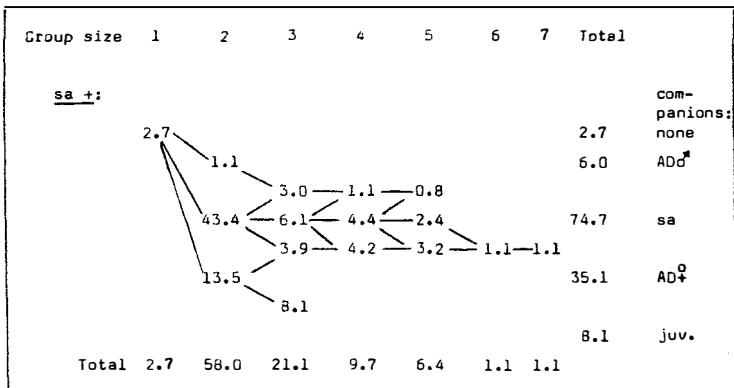 Group size 1 2 3 4 5 6 7 Total
sa +: com-
panions:
2.7 2.7 none
1.1 6.0 AD♂
3.0 1.1 0.8
43.4 6.1 4.4 2.4 74.7 sa
3.9 4.2 3.2 1.1 1.1
13.5 35.1 AD♀
8.1
8.1 juv.
Total 2.7 58.0 21.1 9.7 6.4 1.1 1.1